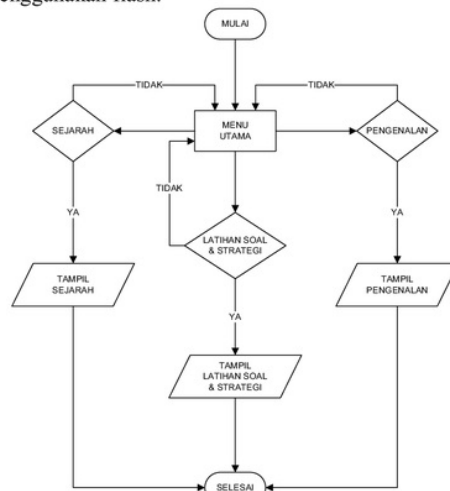 MULAI
TIDAK
TIDAK
SEJARAH
MENU
UTAMA
PENGENALAN
TIDAK
YA
LATIHAN SOAL
& STRATEGI
YA
TAMPIL
SEJARAH
TAMPIL
PENGENALAN
YA
TAMPIL
LATIHAN SOAL
& STRATEGI
SELESAI